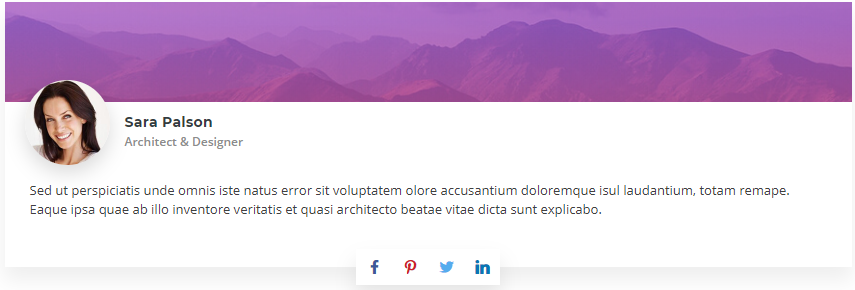 Sara Palson
Architect & Designer
Sed ut perspiciatis unde omnis iste natus error sit voluptatem olore accusantium doloremque isul laudantium, totam remape.
Eaque ipsa quae ab illo inventore veritatis et quasi architecto beatae vitae dicta sunt explicabo.